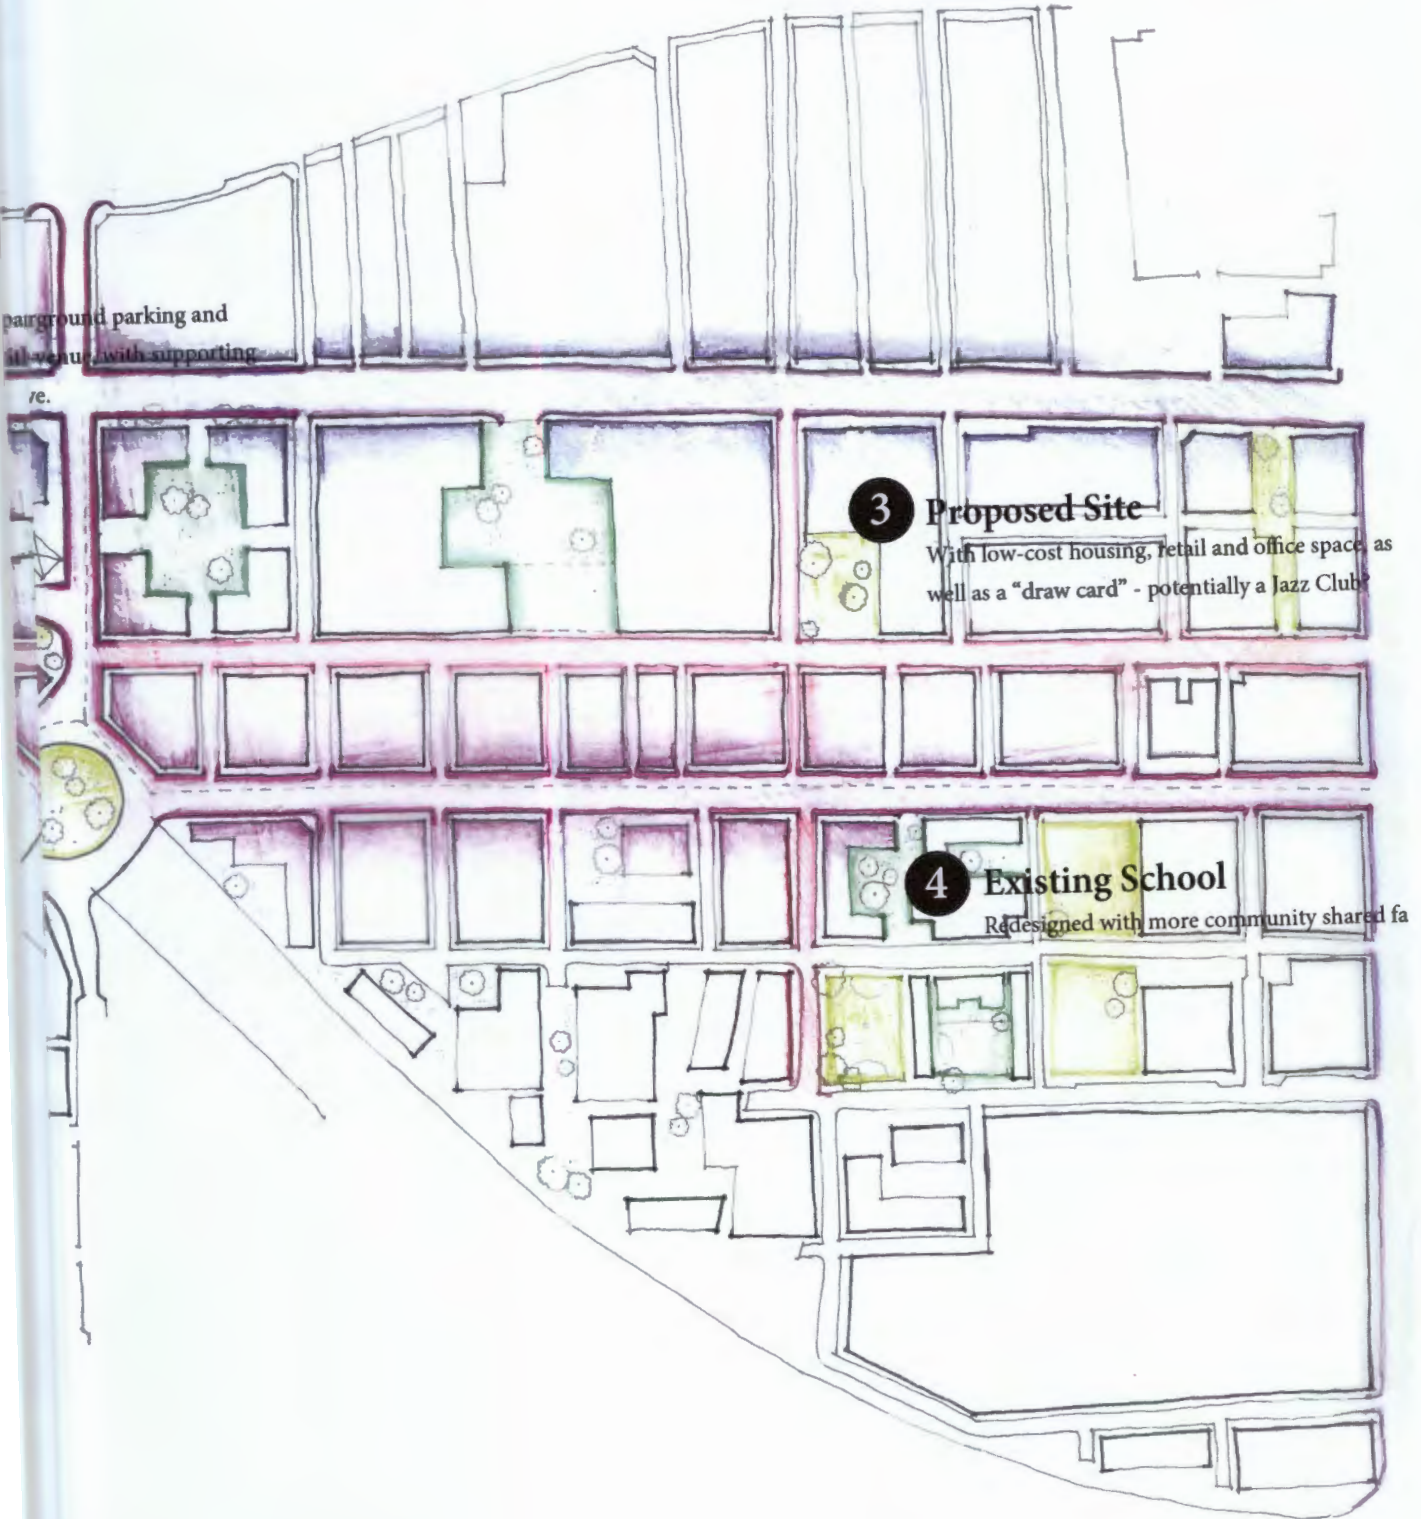 parking and
venue with supporting
3 Proposed Site
With low-cost housing, retail and office space, as
well as a “draw card” - potentially a Jazz Club?
4 Existing School
Redesigned with more community shared fa